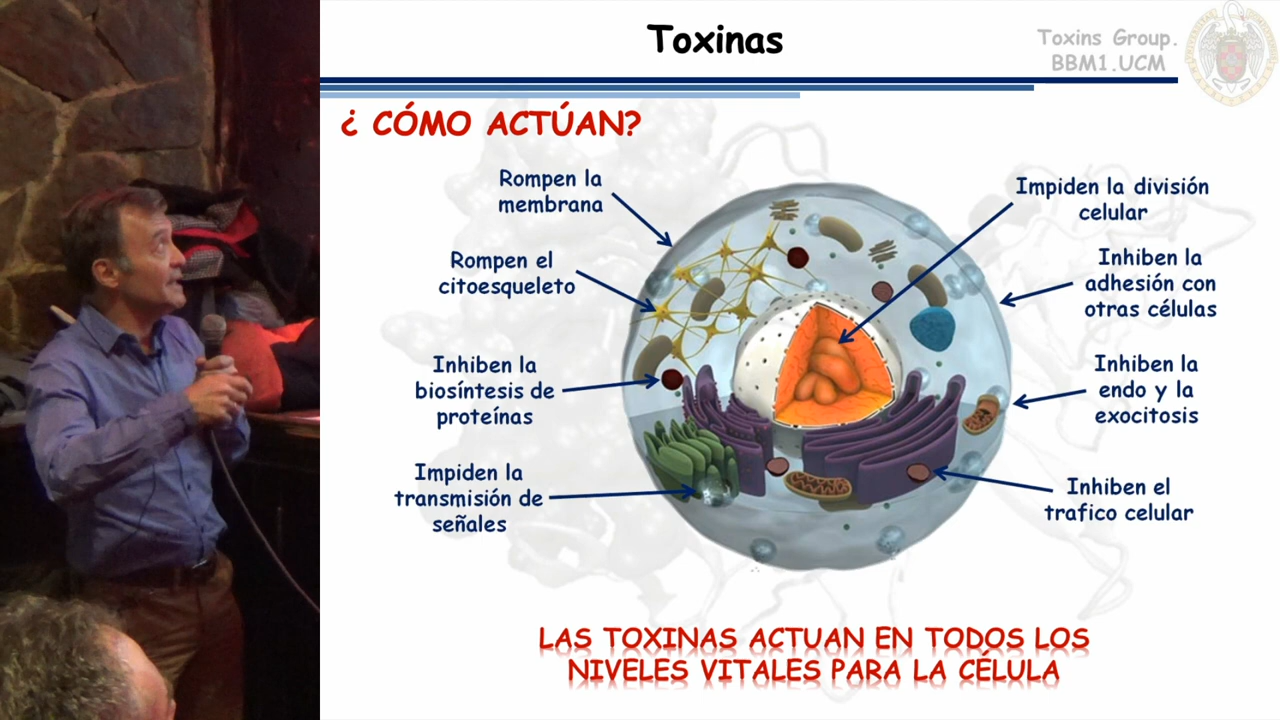 Toxinas
Toxins Group.
BBM1.UCM
¿ CÓMO ACTÚAN?
Rompen la
membrana
Rompen el
citoesqueleto
Inhiben la
biosíntesis de
proteínas
Impiden la
transmisión de
señales
Impiden la división
celular
Inhiben la
adhesión con
otras células
Inhiben la
endo y la
exocitosis
Inhiben el
trafico celular
LAS TOXINAS ACTUAN EN TODOS LOS
NIVELES VITALES PARA LA CÉLULA